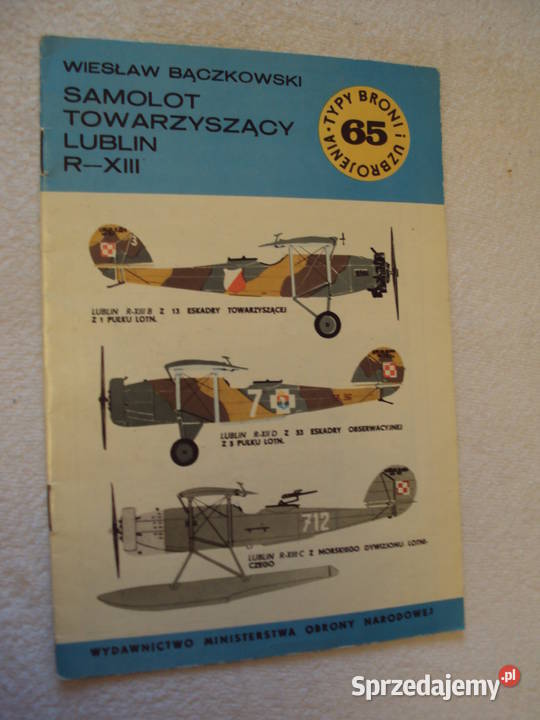 WIESŁAW BĄCZKOWSKI
SAMOLOT
TOWARZYSZĄCY
LUBLIN
R—XIII
TYPY BRONI i UZBROJENIA •
65
3
LUBLIN R-XIII B Z 13 ESKADRY TOWARZYSZĄCEJ
Z 1 PUŁKU LOTN.
7
LUBLIN R-XII D Z 53 ESKADRY OBSERWACYJNEJ
Z 5 PUŁKU LOTN.
712
LUBLIN R-XIII C Z MORSKIEGO DYWIZJONU LOTNI-
CZEGO
WYDAWNICTWO MINISTERSTWA OBRONY NARODOWEJ
Sprzedajemy.pl